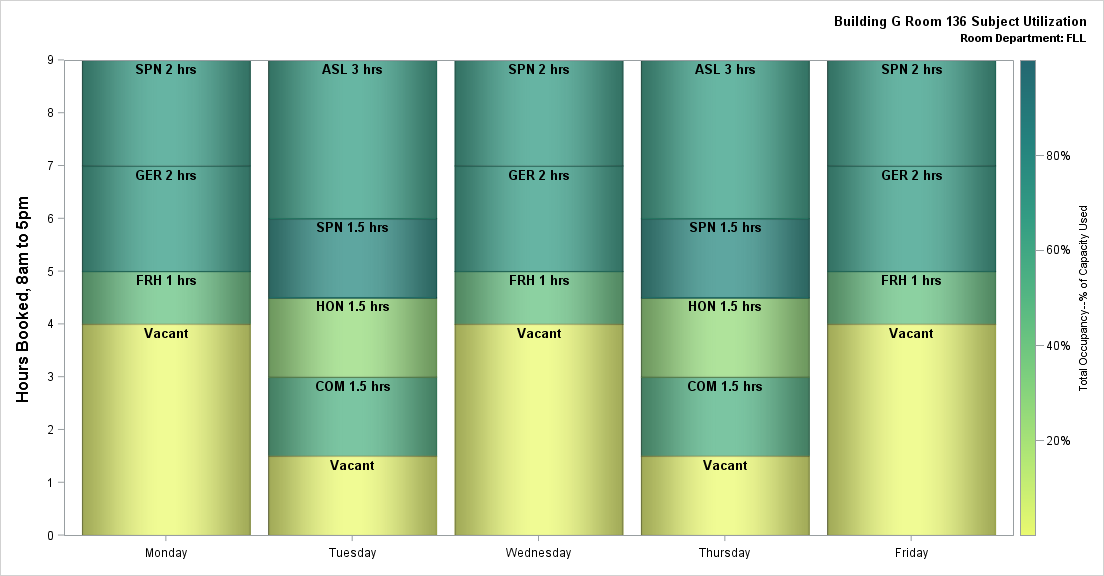 Building G Room 136 Subject Utilization
Room Department: FLL
Hours Booked, 8am to 5pm
9
8
7
6
5
4
3
2
1
0
SPN 2 hrs
GER 2 hrs
FRH 1 hrs
Vacant
Monday
ASL 3 hrs
SPN 1.5 hrs
HON 1.5 hrs
COM 1.5 hrs
Vacant
Tuesday
SPN 2 hrs
GER 2 hrs
FRH 1 hrs
Vacant
Wednesday
ASL 3 hrs
SPN 1.5 hrs
HON 1.5 hrs
COM 1.5 hrs
Vacant
Thursday
SPN 2 hrs
GER 2 hrs
FRH 1 hrs
Vacant
Friday
80%
60%
40%
20%
Total Occupancy--% of Capacity Used